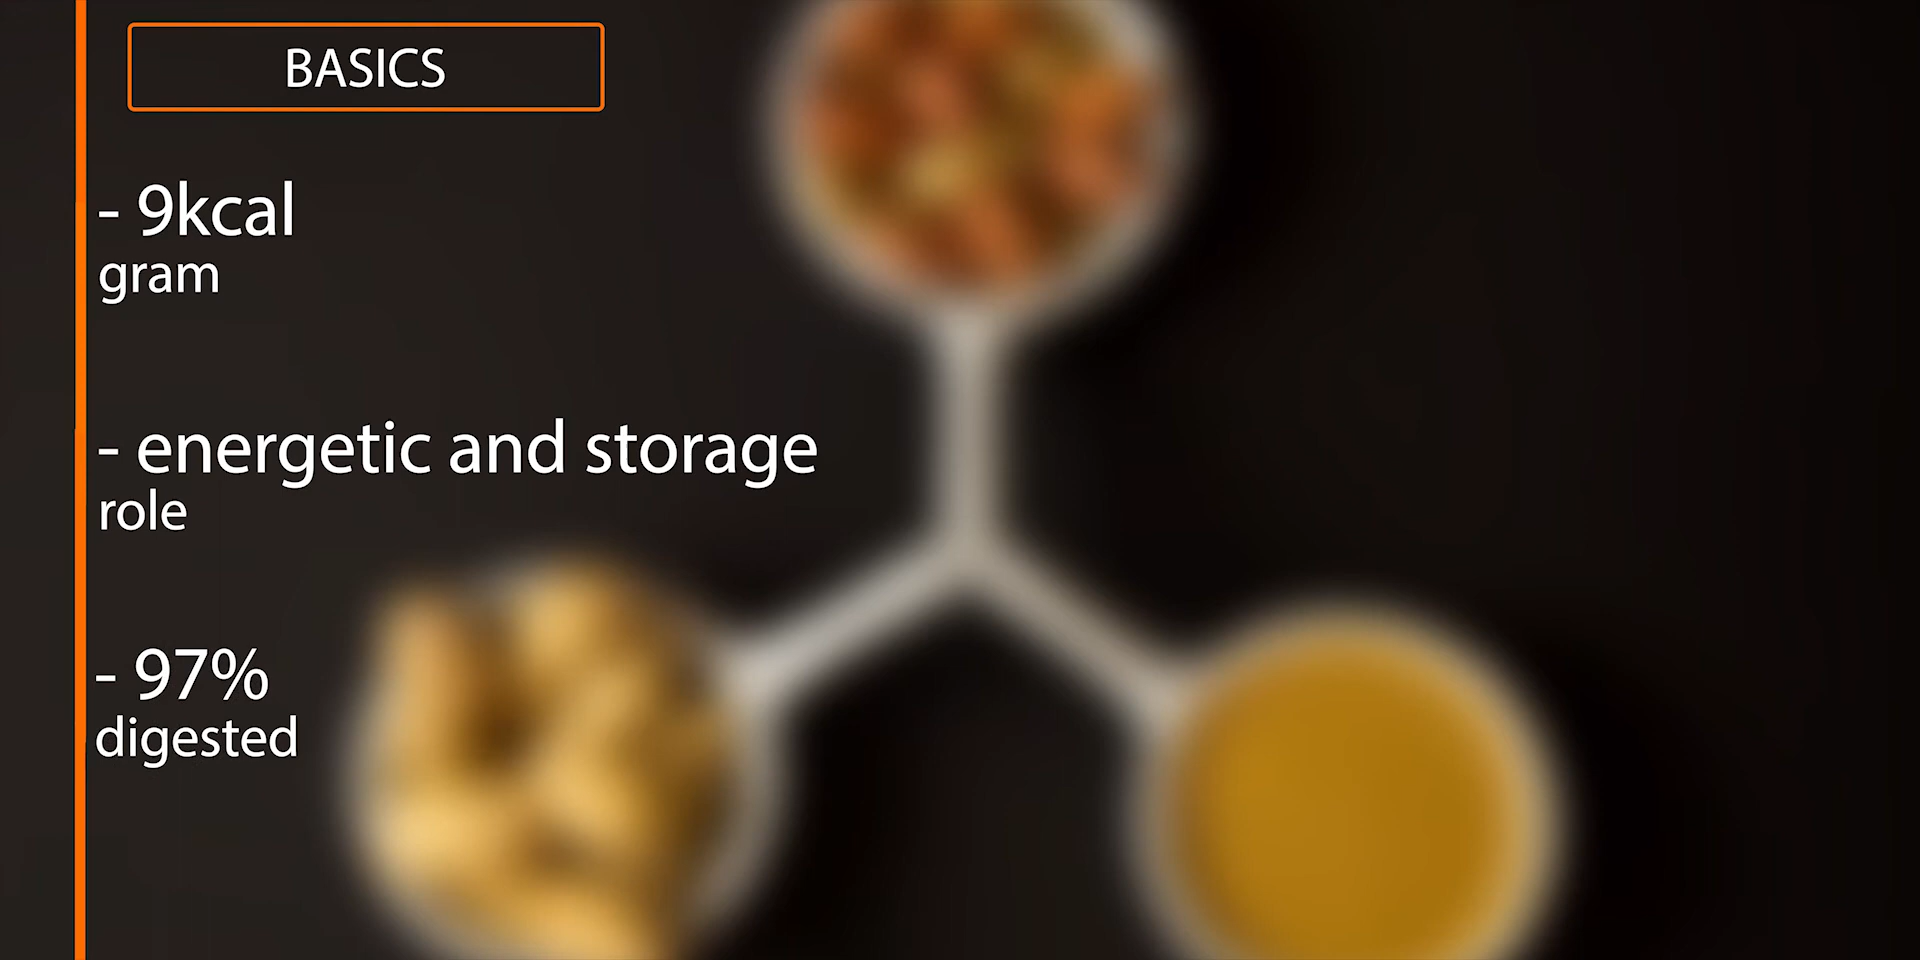 BASICS
- 9kcal
gram
- energetic and storage
role
- 97%
digested